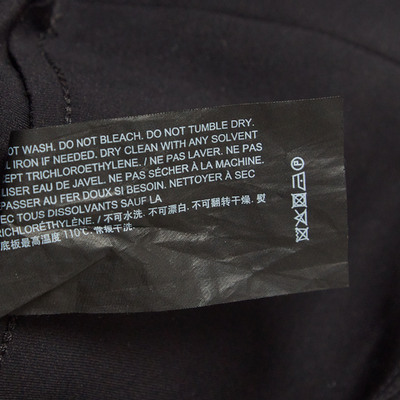 OT WASH. DO NOT BLEACH. DO NOT TUMBLE DRY.
L IRON IF NEEDED. DRY CLEAN WITH ANY SOLVENT
EPT TRICHLOROETHYLENE. / NE PAS LAVER. NE PAS
LISER EAU DE JAVEL. NE PAS SÉCHER À LA MACHINE.
PASSER AU FER DOUX SI BESOIN. NETTOYER À SEC
EC TOUS DISSOLVANTS SAUF LA
TRICHLORÉTHYLÈNE. / 不可水洗. 不可漂白. 不可翻转干燥. 熨
底板最高温度 110℃. 常规干洗.
P